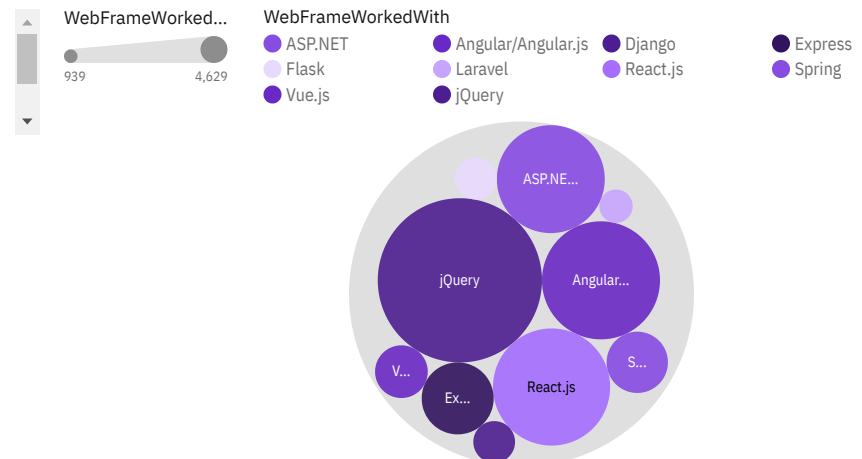 WebFrameWorked...
939 4,629
WebFrameWorkedWith
ASP.NET Angular/Angular.js Django Express
Flask Laravel React.js Spring
Vue.js jQuery
ASP.NE...
jQuery Angular...
V... S...
Ex... React.js